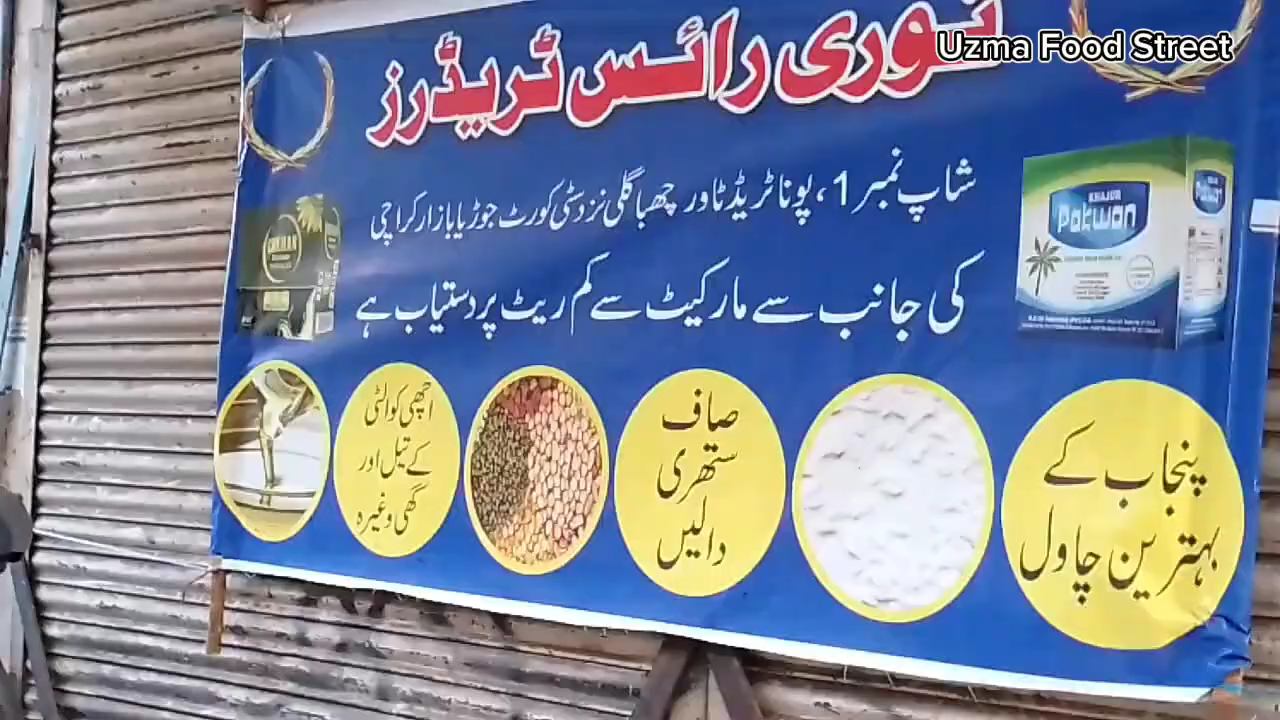 Uzma Food Street
نوری رائس ٹریڈرز
شاپ نمبر 1، پونا ٹریڈ ٹاور چھبا گلی نزد سٹی کورٹ جوڑیا بازار کراچی
کی جانب سے مارکیٹ سے کم ریٹ پر دستیاب ہے
KHAJUR
Pakwan
پنجاب کے
بہترین چاول
صاف
ستھری
دالیں
اچھی کوالٹی
کے تیل اور
گھی وغیرہ